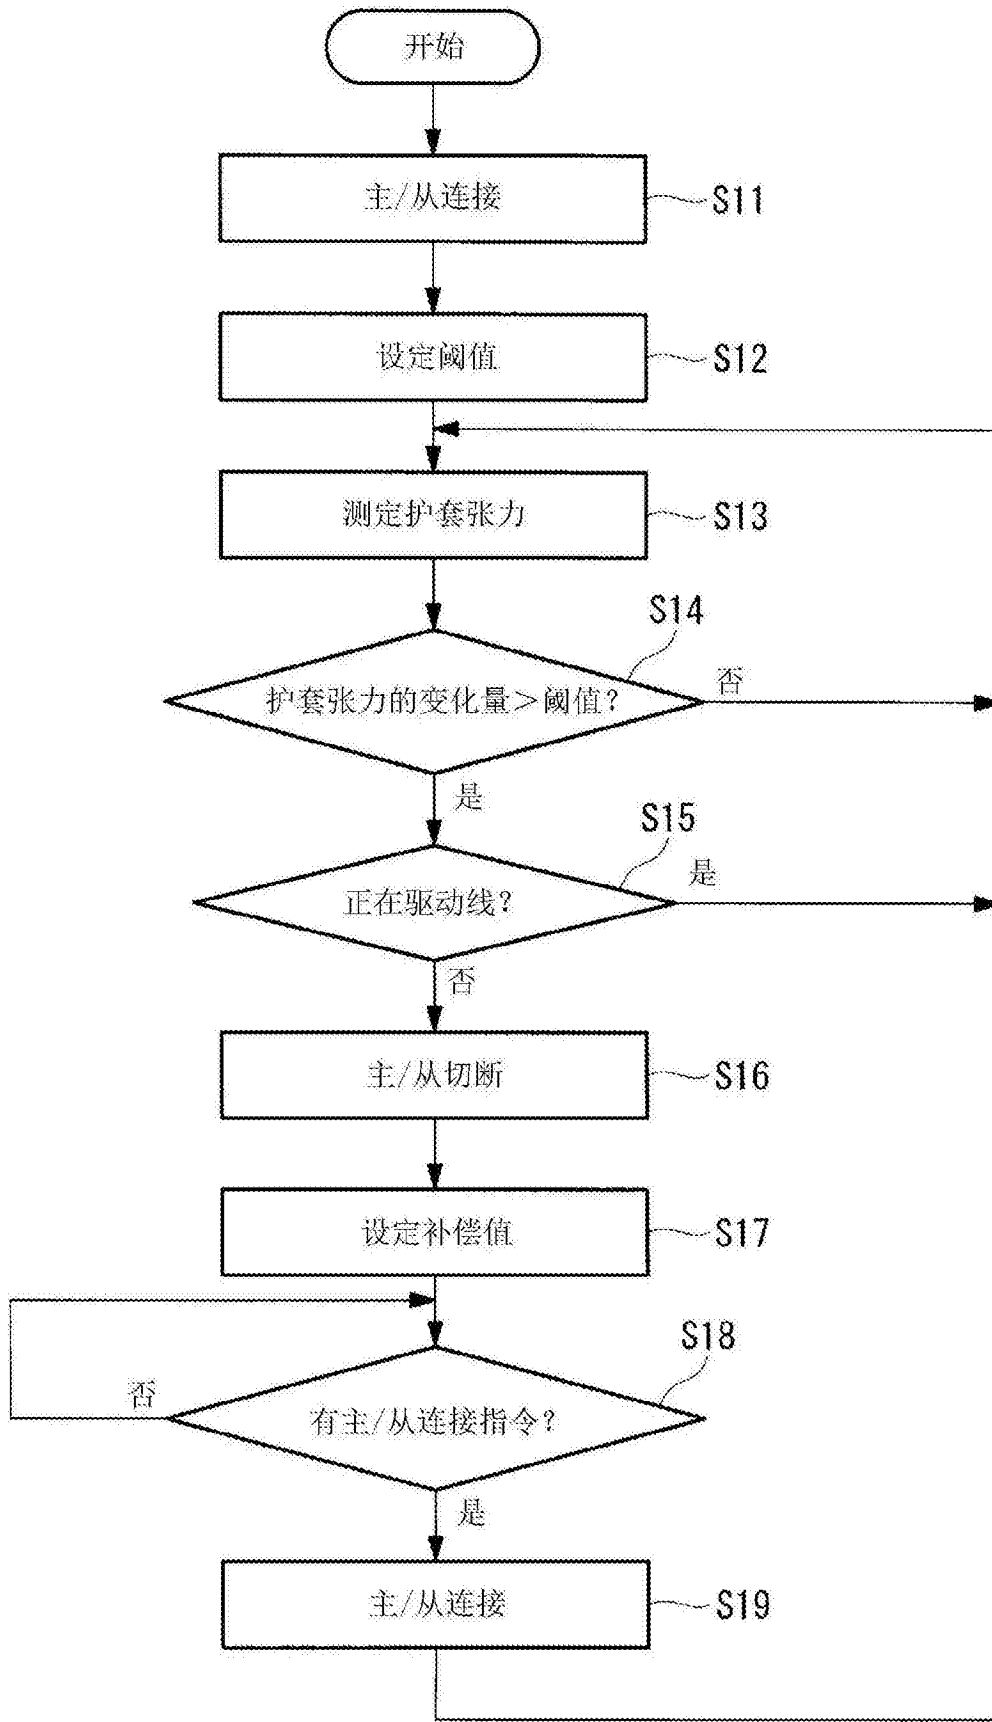 开始
主/从连接
S11
设定阈值
S12
测定护套张力
S13
S14
护套张力的变化量>阈值?
否
是
S15
正在驱动线?
是
否
主/从切断
S16
设定补偿值
S17
S18
否
有主/从连接指令?
是
主/从连接
S19